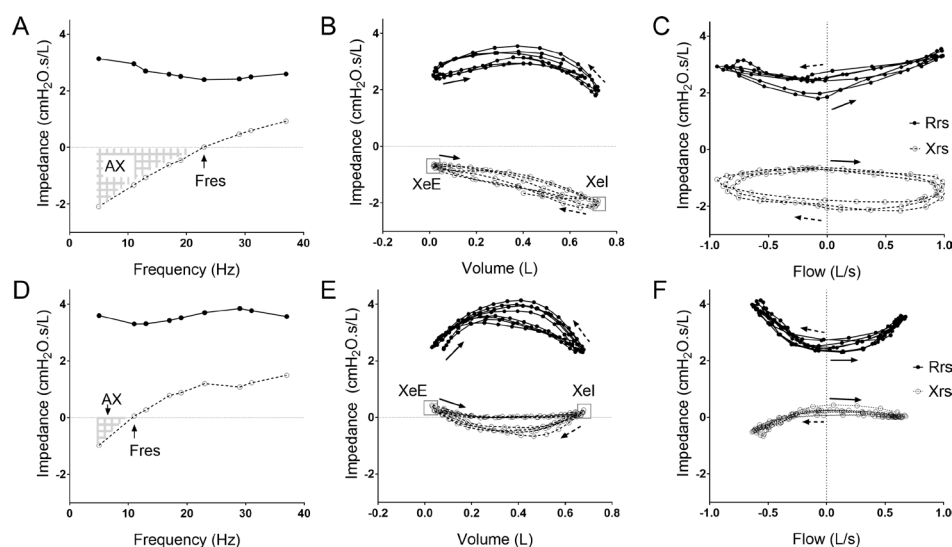 A
B
C
Impedance (cmH2O.s/L)
4
2
0
-2
AX
Fres
0
10
20
30
40
Frequency (Hz)
Impedance (cmH2O.s/L)
4
2
0
-2
XeE
XeI
-0.2
0.0
0.2
0.4
0.6
0.8
Volume (L)
Impedance (cmH2O.s/L)
4
2
0
-2
Rrs
Xrs
-1.0
-0.5
0.0
0.5
1.0
Flow (L/s)
D
E
F
Impedance (cmH2O.s/L)
4
2
0
-2
AX
Fres
0
10
20
30
40
Frequency (Hz)
Impedance (cmH2O.s/L)
4
2
0
-2
XeE
XeI
-0.2
0.0
0.2
0.4
0.6
0.8
Volume (L)
Impedance (cmH2O.s/L)
4
2
0
-2
Rrs
Xrs
-1.0
-0.5
0.0
0.5
1.0
Flow (L/s)